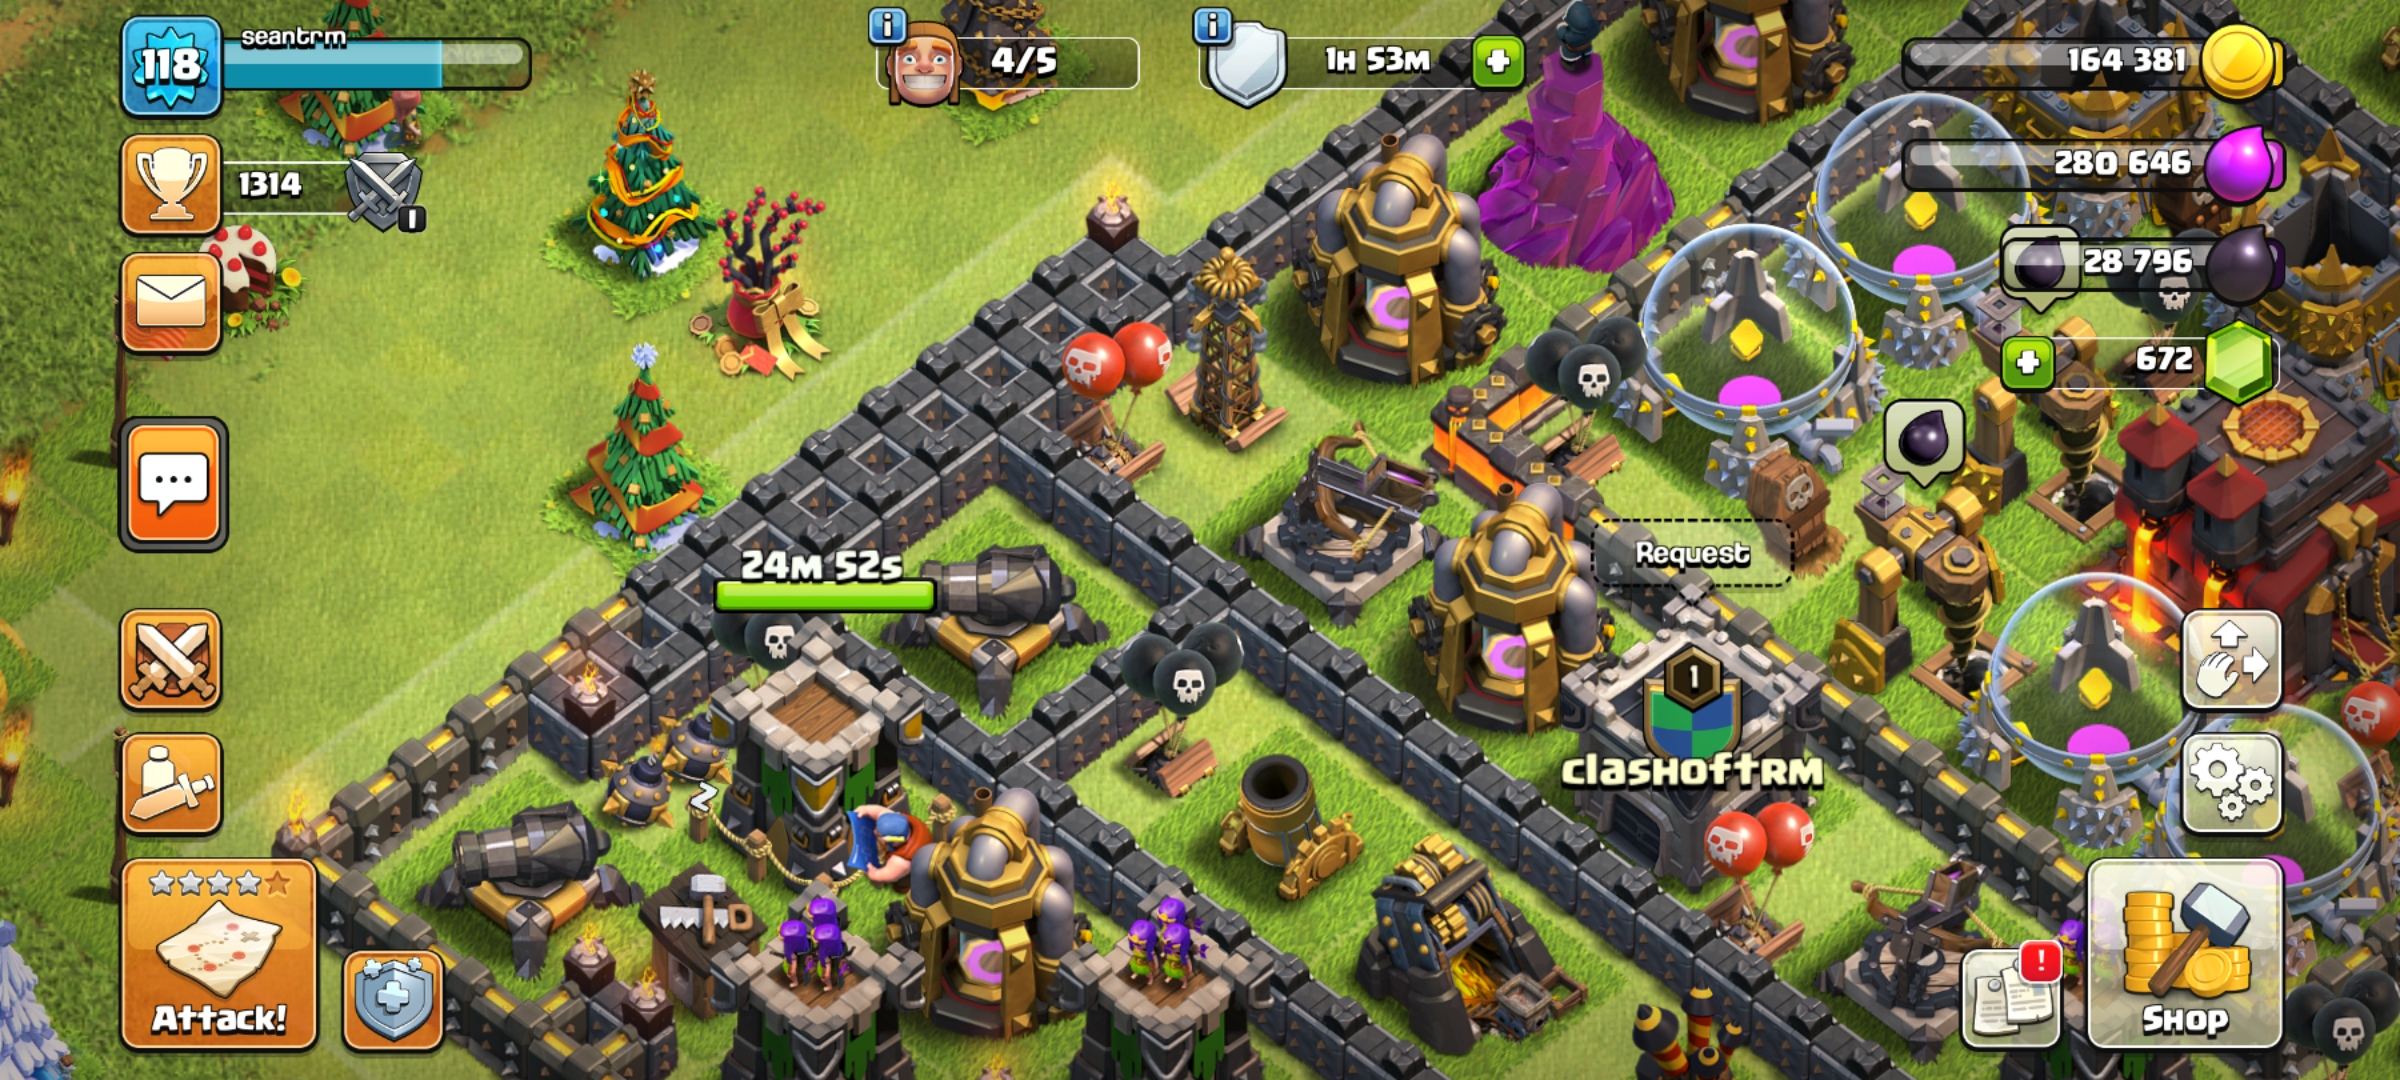 118
seantrm
4/5
1H 53M
164 381
1314
I
280 646
28 796
672
24M 52S
Request
1
clashoftrm
Z
!
Attack!
Shop